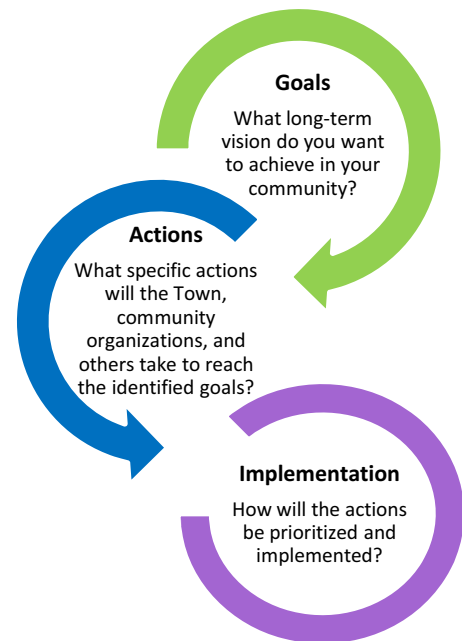 Goals
What long-term
vision do you want
to achieve in your
community?
Actions
What specific actions
will the Town,
community
organizations, and
others take to reach
the identified goals?
Implementation
How will the actions
be prioritized and
implemented?